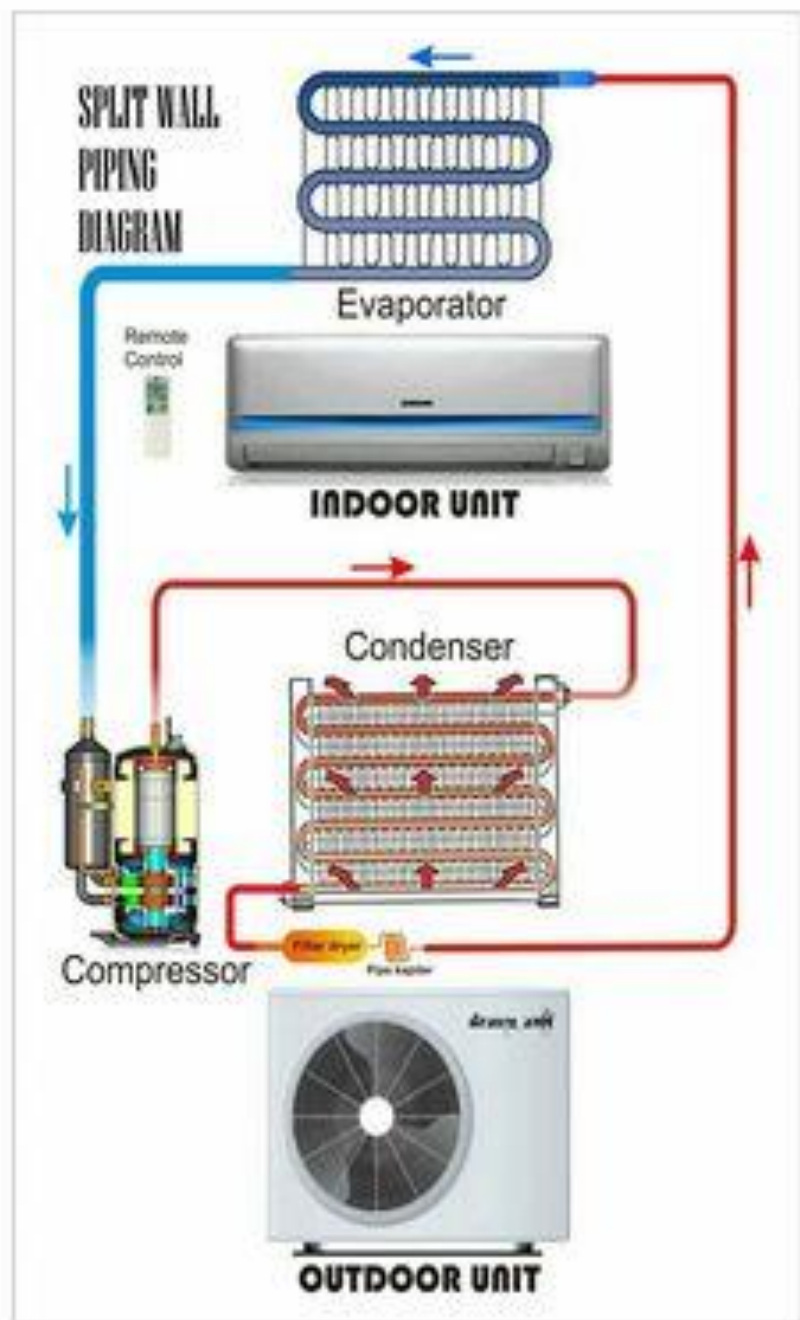 SPLIT WALL
PIPING
DIAGRAM
Evaporator
Remote
Control
INDOOR UNIT
Condenser
Compressor
Filter dryer
Pipa kapiler
OUTDOOR UNIT